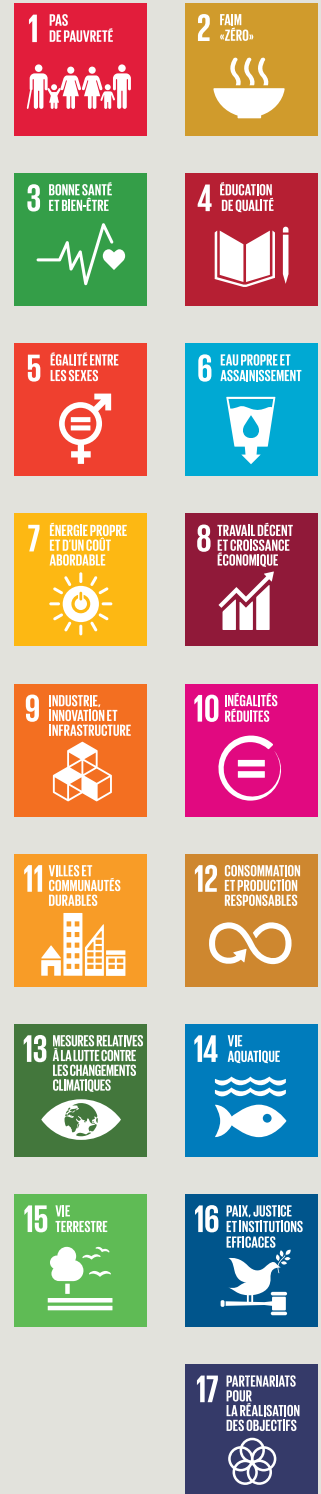 1 PAS
DE PAUVRETÉ
2 FAIM
«ZÉRO»
3 BONNE SANTÉ
ET BIEN-ÊTRE
4 ÉDUCATION
DE QUALITÉ
5 ÉGALITÉ ENTRE
LES SEXES
6 EAU PROPRE ET
ASSAINISSEMENT
7 ÉNERGIE PROPRE
ET D'UN COÛT
ABORDABLE
8 TRAVAIL DÉCENT
ET CROISSANCE
ÉCONOMIQUE
9 INDUSTRIE,
INNOVATION ET
INFRASTRUCTURE
10 INÉGALITÉS
RÉDUITES
11 VILLES ET
COMMUNAUTÉS
DURABLES
12 CONSOMMATION
ET PRODUCTION
RESPONSABLES
13 MESURES RELATIVES
À LA LUTTE CONTRE
LES CHANGEMENTS
CLIMATIQUES
14 VIE
AQUATIQUE
15 VIE
TERRESTRE
16 PAIX, JUSTICE
ET INSTITUTIONS
EFFICACES
17 PARTENARIATS
POUR
LA RÉALISATION
DES OBJECTIFS